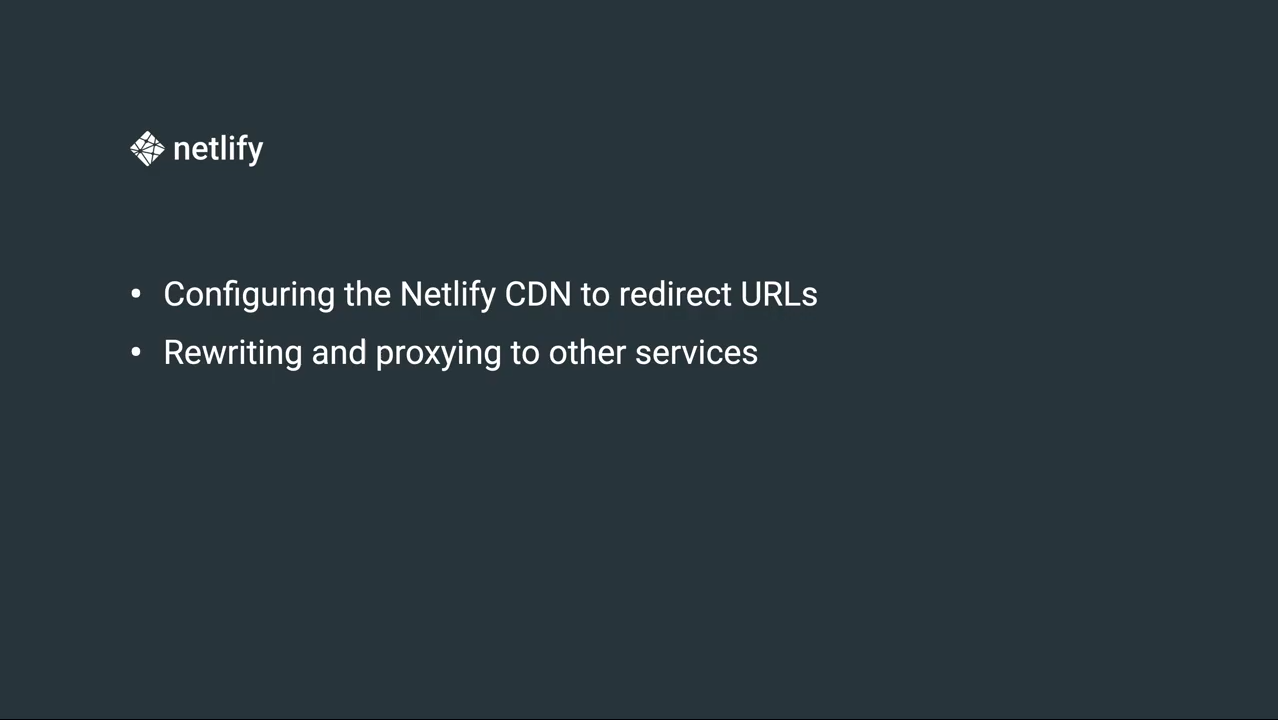 netlify
• Configuring the Netlify CDN to redirect URLs
• Rewriting and proxying to other services